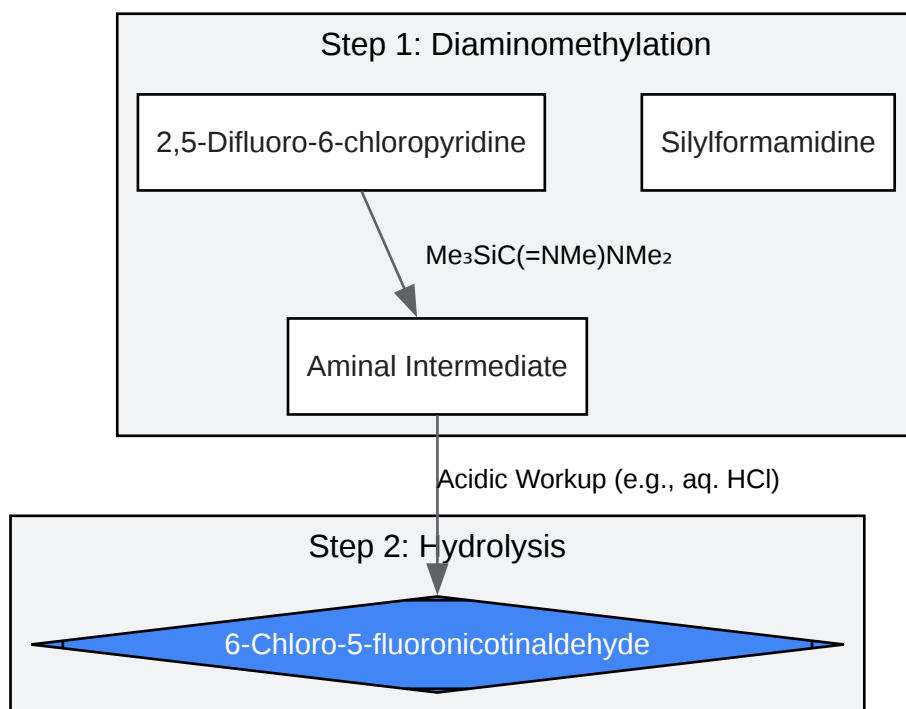 Step 1: Diaminomethylation
2,5-Difluoro-6-chloropyridine
Silylformamidine
Me₃SiC(=NMe)NMe₂
Aminal Intermediate
Acidic Workup (e.g., aq. HCl)
Step 2: Hydrolysis
6-Chloro-5-fluoronicotinaldehyde